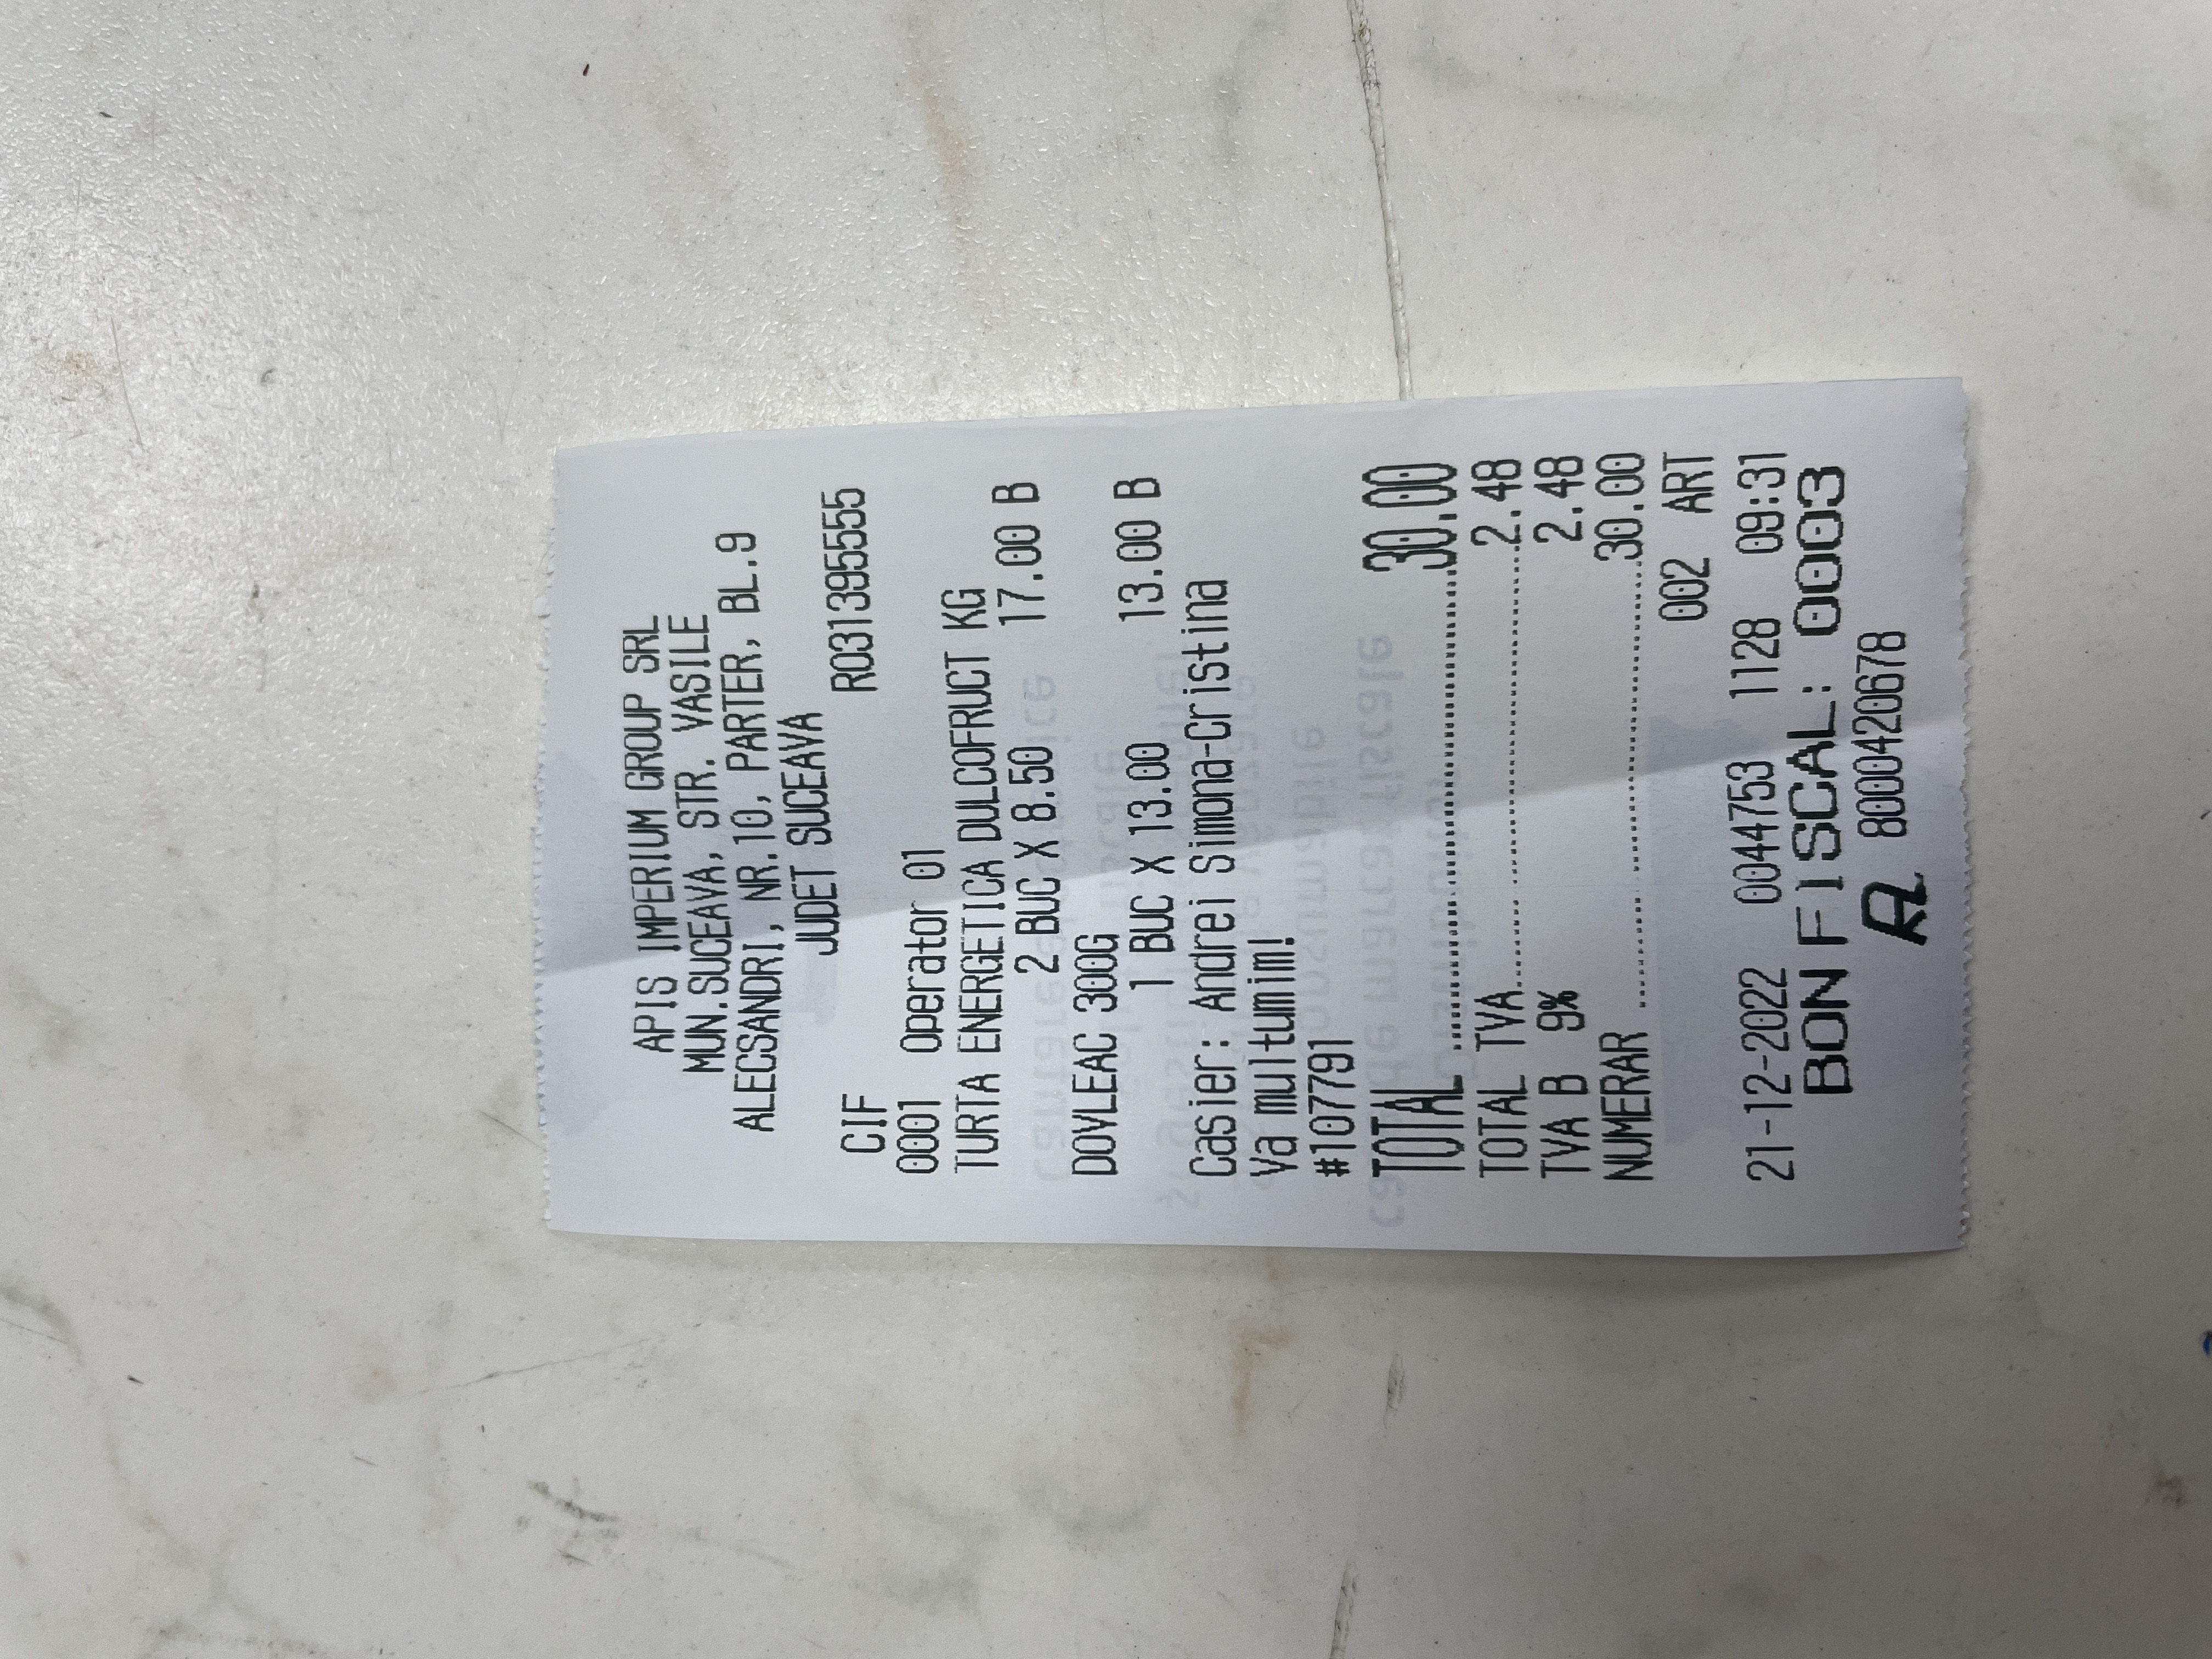 APIS IMPERIUM GROUP SRL
MUN.SUCEAVA, STR. VASILE
ALECSANDRI, NR.10, PARTER, BL.9
JUDET SUCEAVA
CIF RO31395555
0001 Operator 01
TURTA ENERGETICA DULCOFRUCT KG
2 BUC X 8.50 17.00 B
DOVLEAC 300G
1 BUC X 13.00 13.00 B
Casier: Andrei Simona-Cristina
Va multumim!
#107791
TOTAL..........30.00
TOTAL TVA..........2.48
TVA B 9% 2.48
NUMERAR ..........30.00
002 ART
21-12-2022 0044753 1128 09:31
BON FISCAL: 0003
8000420678